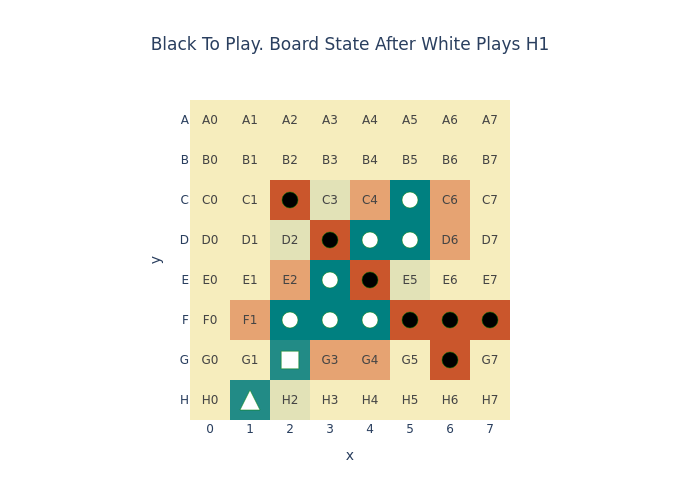 Black To Play. Board State After White Plays H1
A A0 A1 A2 A3 A4 A5 A6 A7
B B0 B1 B2 B3 B4 B5 B6 B7
C C0 C1 C3 C4 C6 C7
D D0 D1 D2 D6 D7
y
E E0 E1 E2 E5 E6 E7
F F0 F1
G G0 G1 G3 G4 G5 G7
H H0 H2 H3 H4 H5 H6 H7
0 1 2 3 4 5 6 7
x